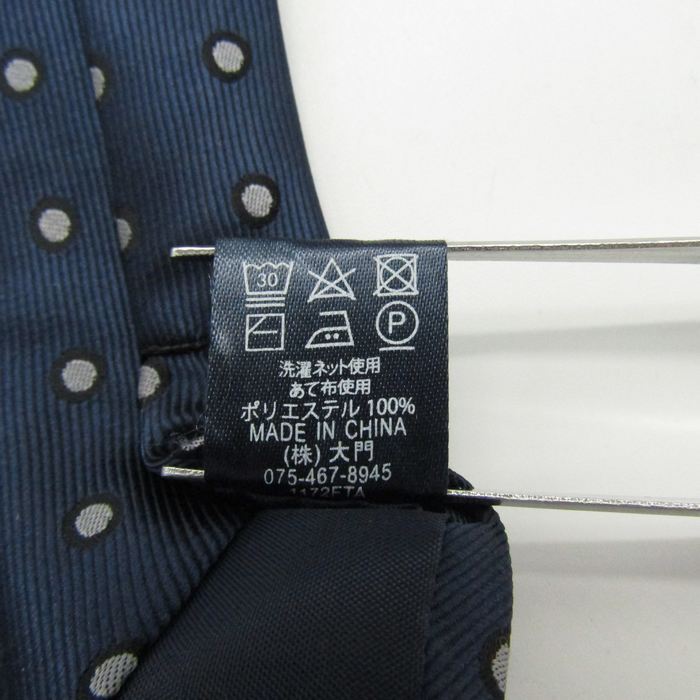 30
P
洗濯ネット使用
あて布使用
ポリエステル 100%
MADE IN CHINA
(株) 大門
075-467-8945
1172ETA